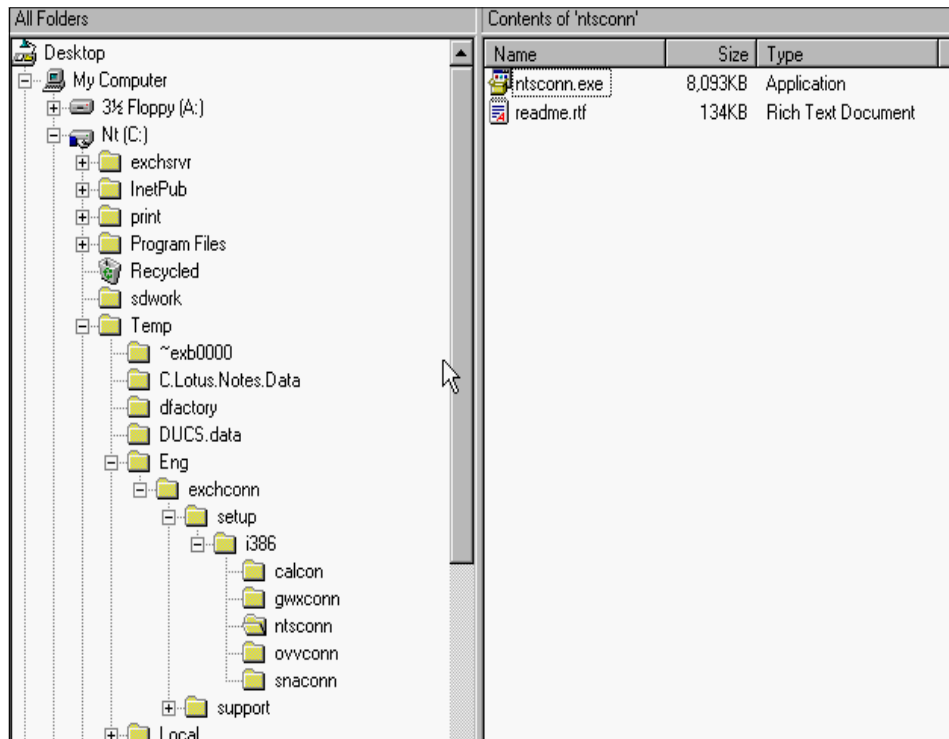 All Folders
Desktop
My Computer
3½ Floppy (A:)
Nt (C:)
exchsrvr
InetPub
print
Program Files
Recycled
sdwork
Temp
~exb0000
C.Lotus.Notes.Data
dfactory
DUCS.data
Eng
exchconn
setup
i386
calcon
gwxconn
ntsconn
ovvconn
snaconn
support
Local
Contents of 'ntsconn'
Name Size Type
ntsconn.exe 8,093KB Application
readme.rtf 134KB Rich Text Document